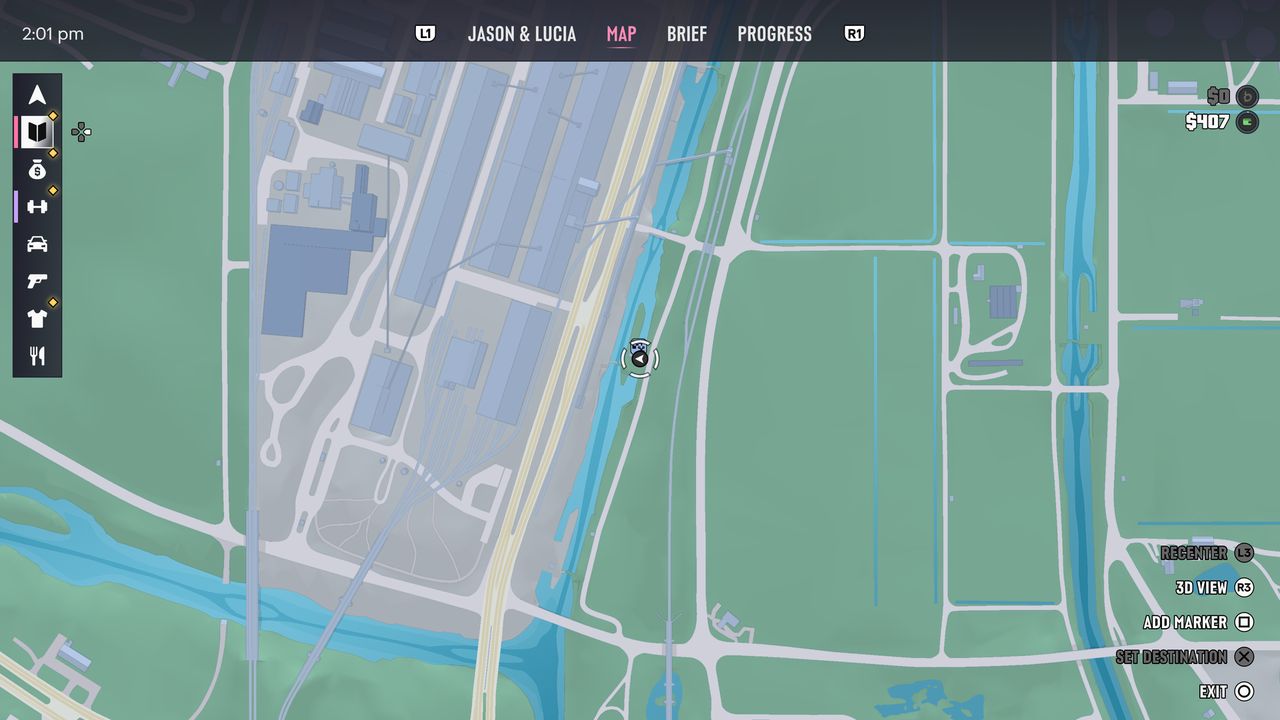 2:01 pm
L1 JASON & LUCIA MAP BRIEF PROGRESS R1
$0
$407
RECENTER L3
3D VIEW R3
ADD MARKER
SET DESTINATION
EXIT